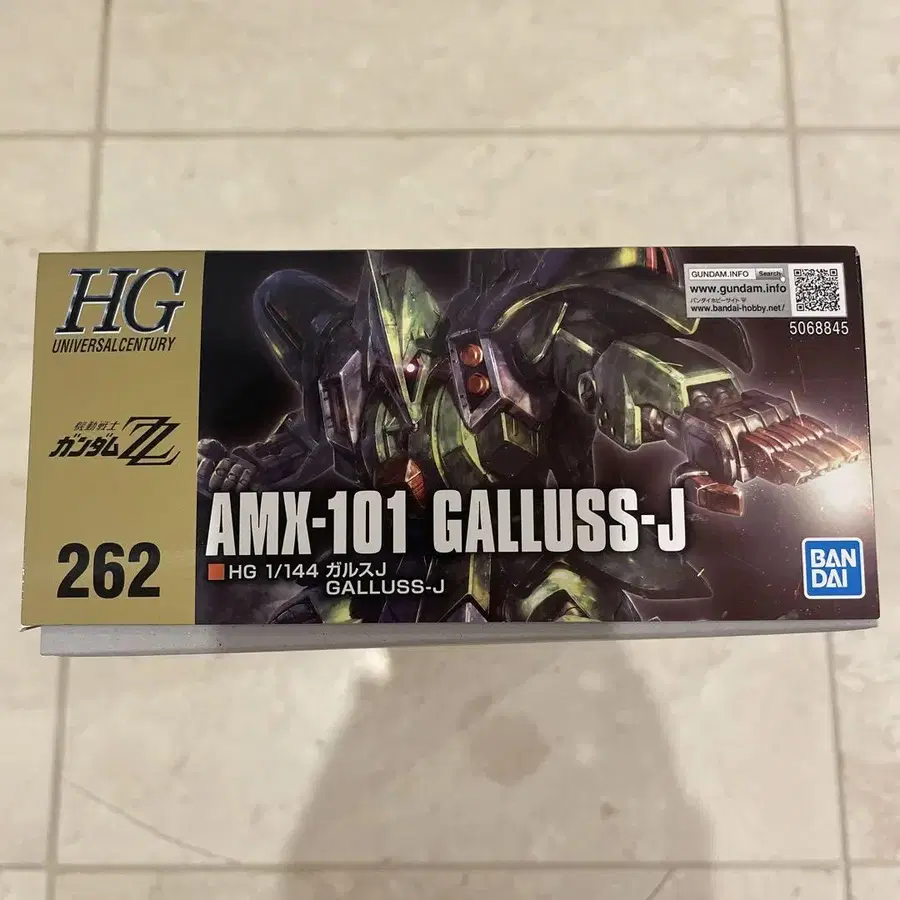 HG
UNIVERSAL CENTURY
機動戦士
ガンダムZZ
262
GUNDAM.INFO Search
www.gundam.info
バンダイホビーサイト
www.bandai-hobby.net/
5068845
AMX-101 GALLUSS-J
HG 1/144 ガルスJ
GALLUSS-J
BAN
DAI